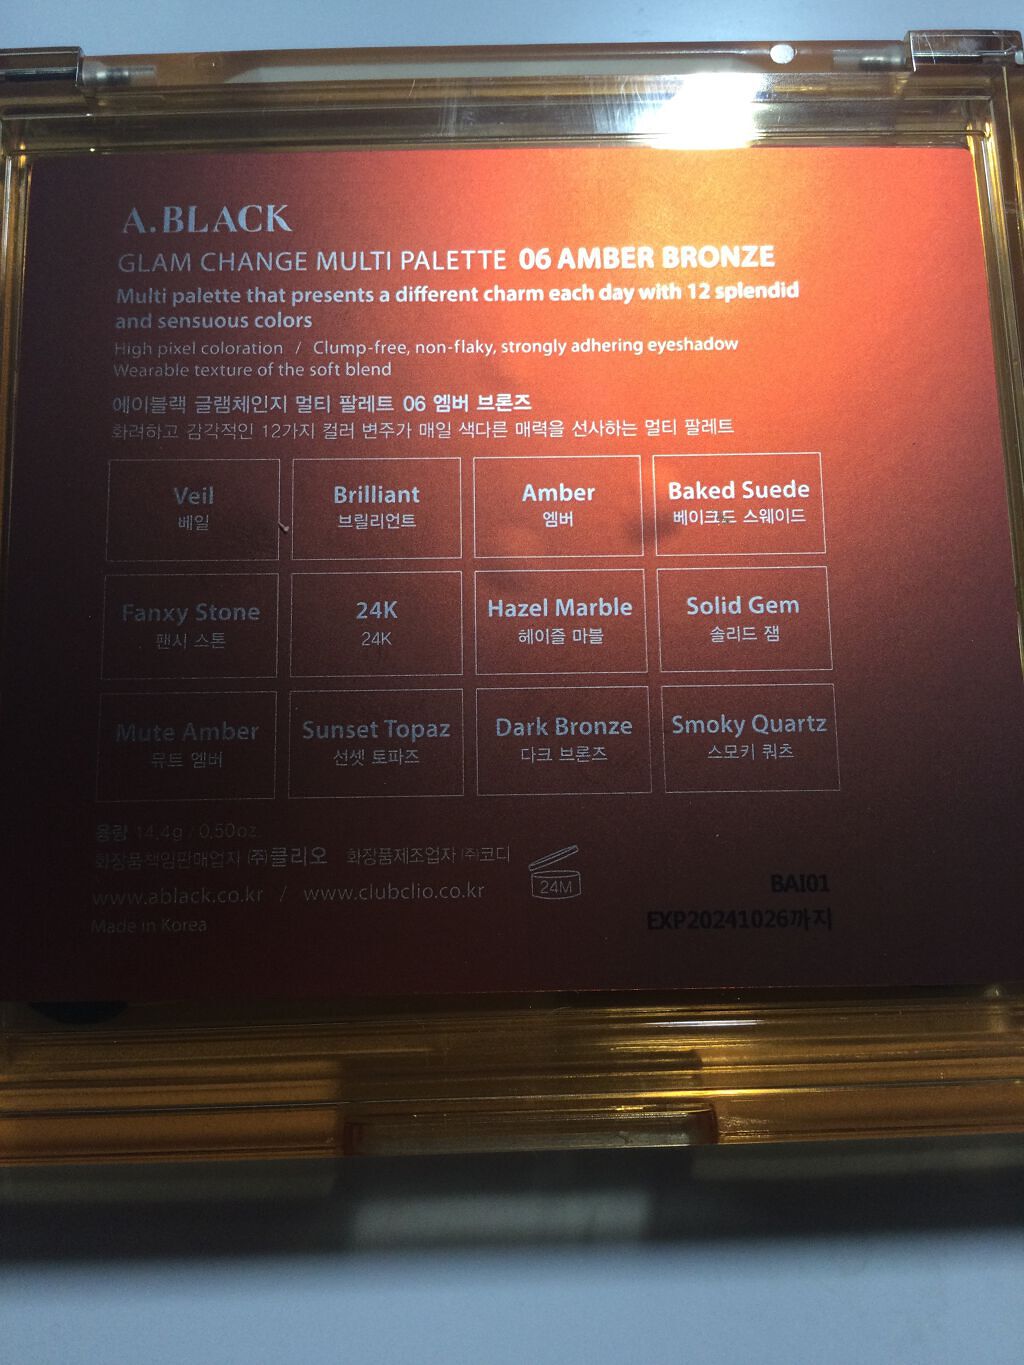 A.BLACK
GLAM CHANGE MULTI PALETTE 06 AMBER BRONZE
Multi palette that presents a different charm each day with 12 splendid
and sensuous colors
High pixel coloration / Clump-free, non-flaky, strongly adhering eyeshadow
Wearable texture of the soft blend
에이블랙 글램체인지 멀티 팔레트 06 엠버 브론즈
화려하고 감각적인 12가지 컬러 변주가 매일 색다른 매력을 선사하는 멀티 팔레트
Veil
베일
Brilliant
브릴리언트
Amber
엠버
Baked Suede
베이크드 스웨이드
Fanxy Stone
팬시 스톤
24K
24K
Hazel Marble
헤이즐 마블
Solid Gem
솔리드 잼
Mute Amber
뮤트 엠버
Sunset Topaz
선셋 토파즈
Dark Bronze
다크 브론즈
Smoky Quartz
스모키 쿼츠
용량 14.4g / 0.50oz.
화장품책임판매업자 (주)클리오 화장품제조업자 (주)코디
www.ablack.co.kr / www.clubclio.co.kr
Made in Korea
24M
BAI01
EXP20241026까지